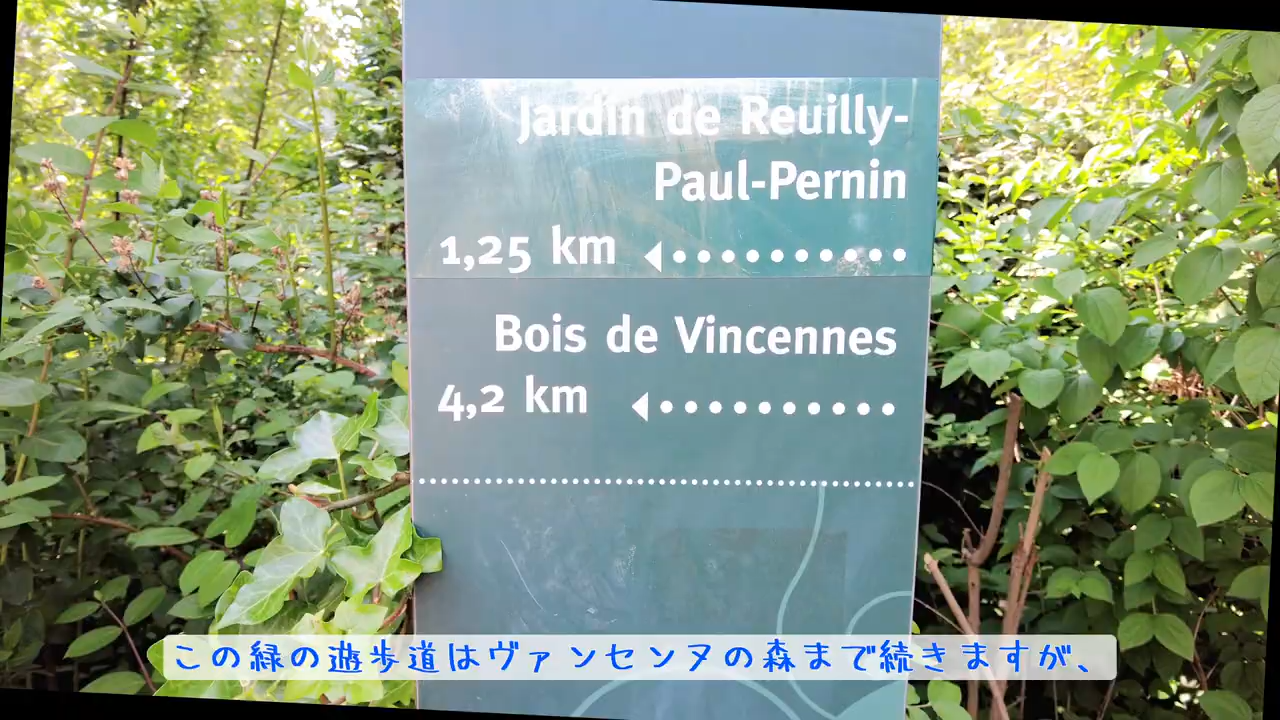 Jardin de Reuilly-
Paul-Pernin
1,25 km
Bois de Vincennes
4,2 km
この緑の遊歩道はヴァンセンヌの森まで続きますが、